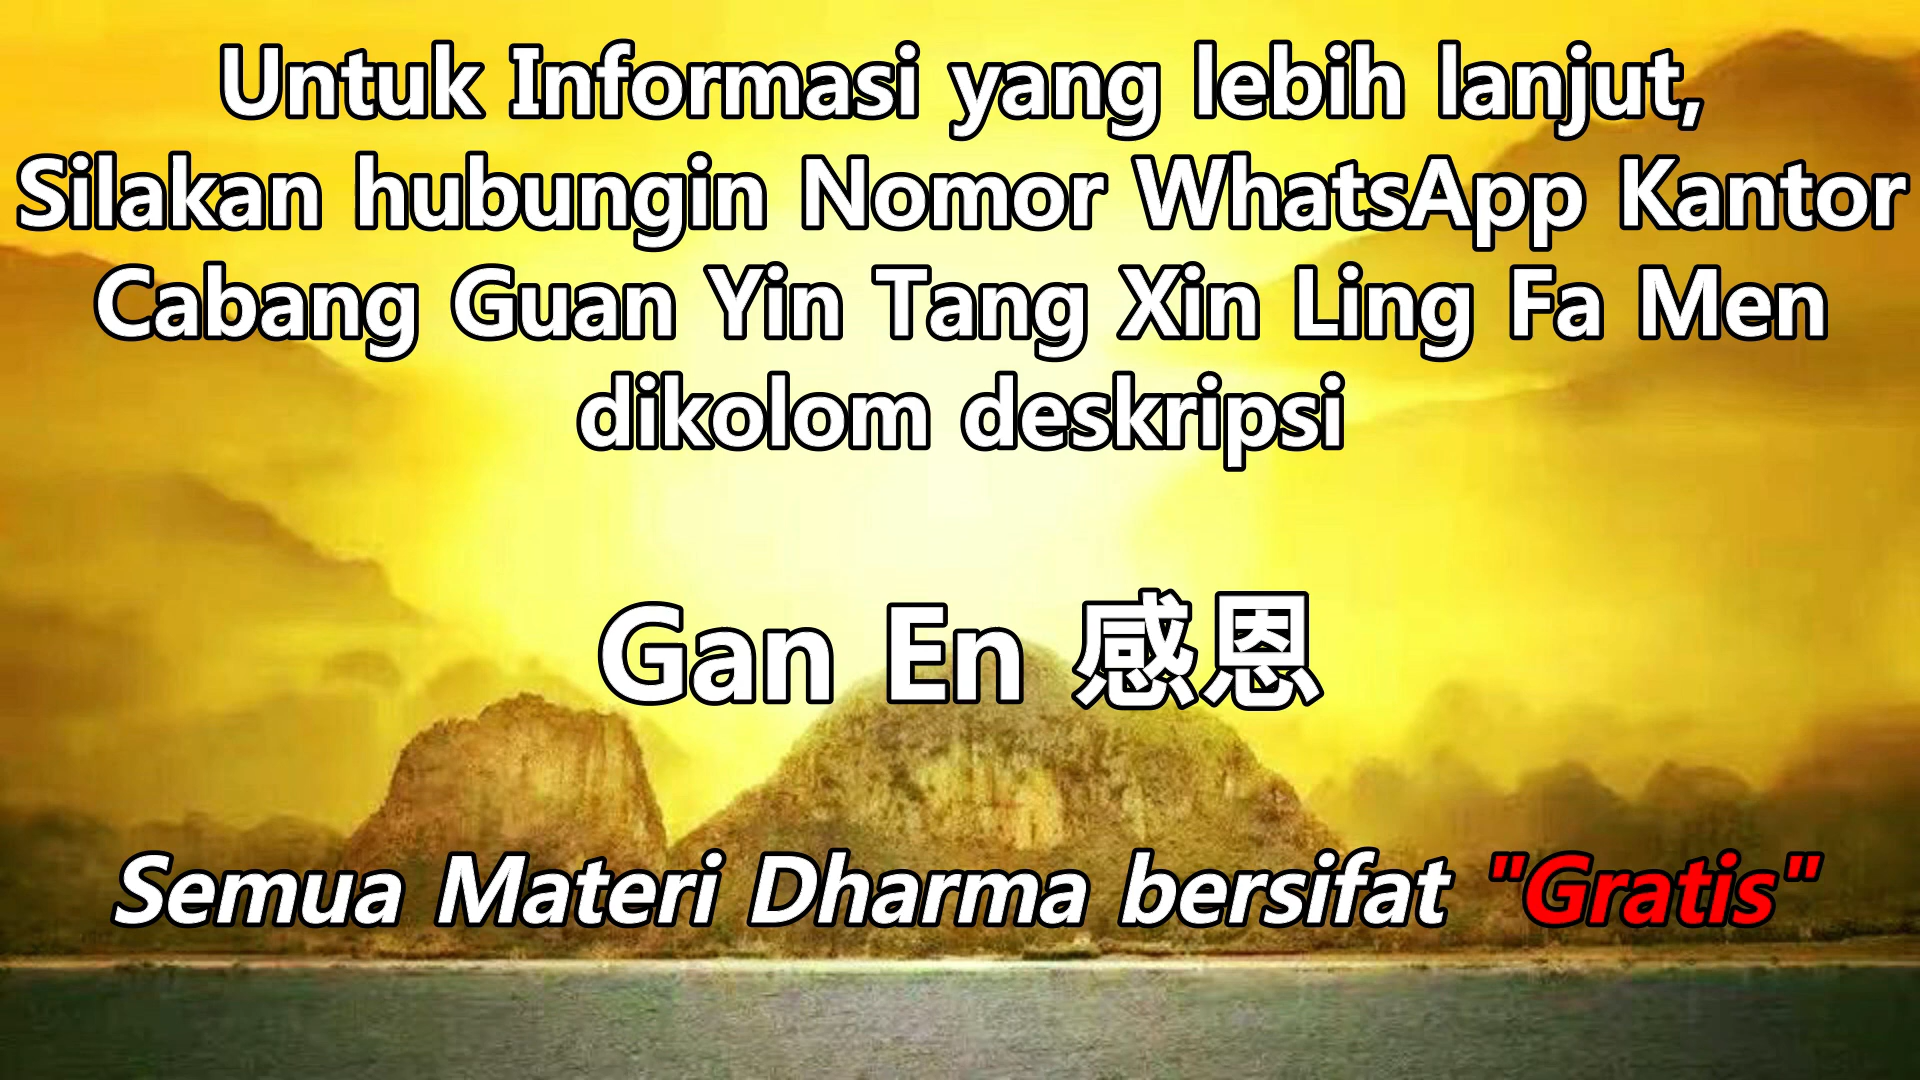 Untuk Informasi yang lebih lanjut,
Silakan hubungin Nomor WhatsApp Kantor
Cabang Guan Yin Tang Xin Ling Fa Men
dikolom deskripsi
Gan En 感恩
Semua Materi Dharma bersifat "Gratis"